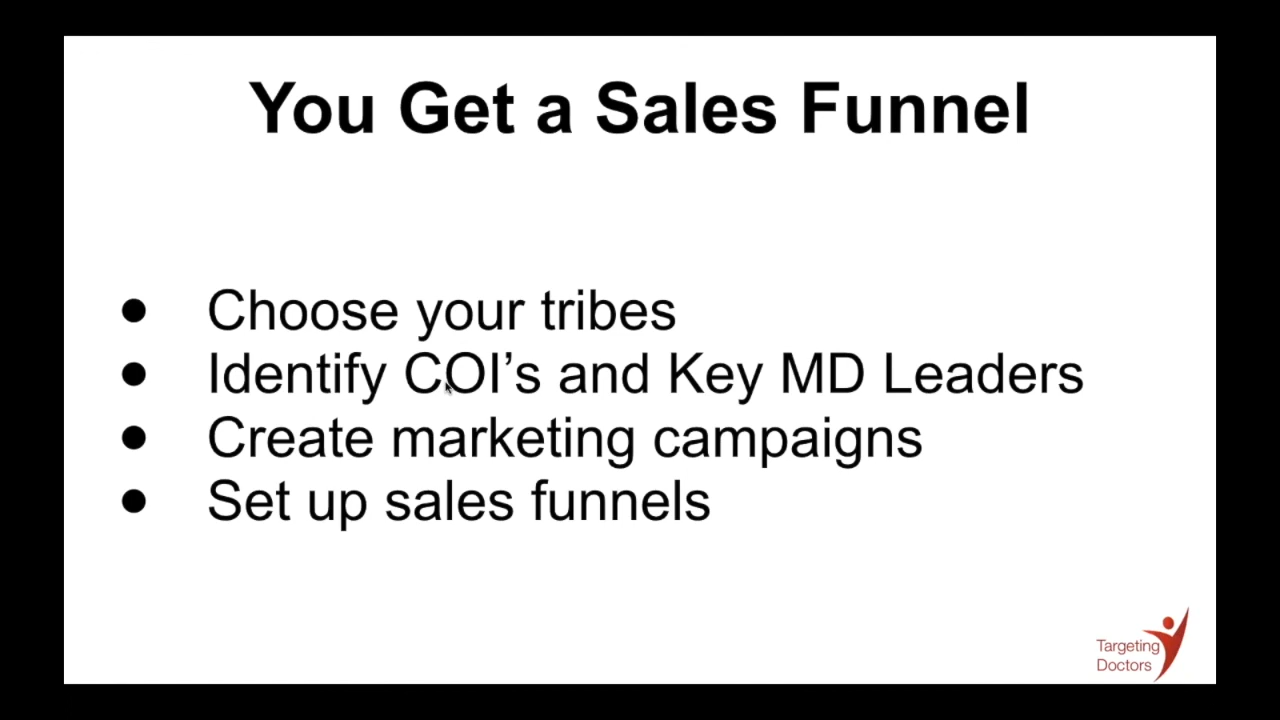 You Get a Sales Funnel
● Choose your tribes
● Identify COI’s and Key MD Leaders
● Create marketing campaigns
● Set up sales funnels
Targeting
Doctors